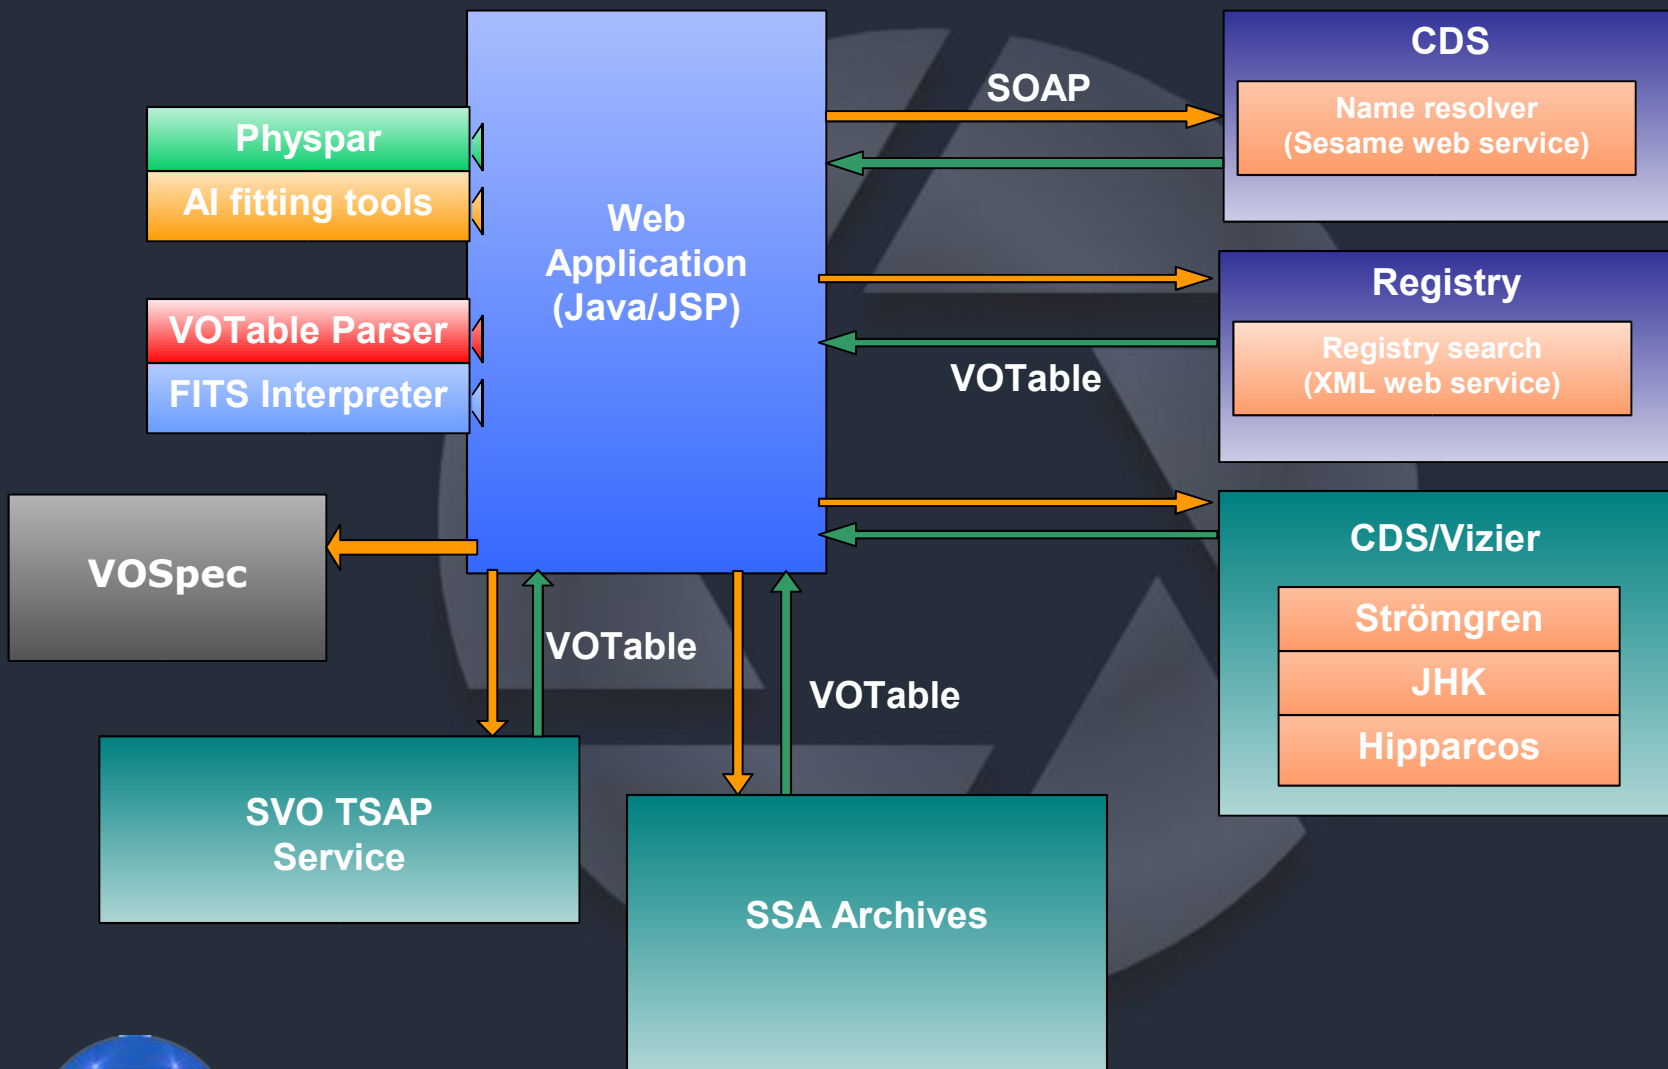 CDS
SOAP
Name resolver
(Sesame web service)
Physpar
AI fitting tools
Web
Application
(Java/JSP)
Registry
VOTable Parser
Registry search
(XML web service)
VOTable
FITS Interpreter
CDS/Vizier
VOSpec
Strömgren
VOTable
JHK
VOTable
Hipparcos
SVO TSAP
Service
SSA Archives